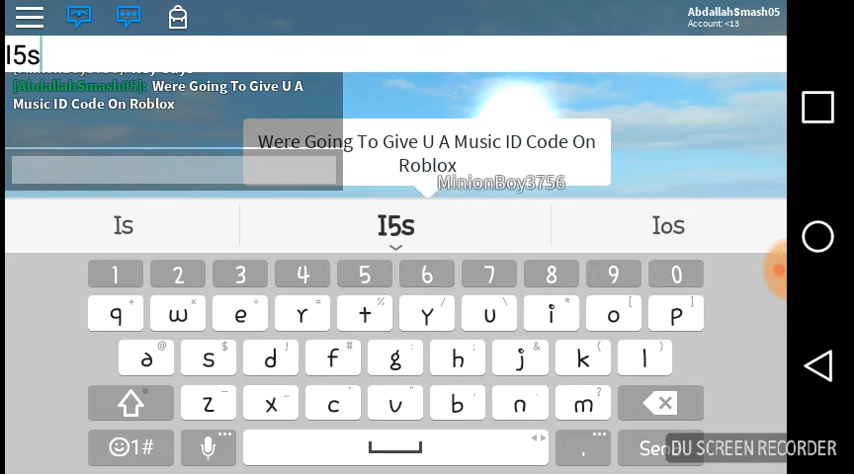 Abdallah$mash05
Account: <13
I5s
[Abdallah$mash05]: Were Going To Give U A
Music ID Code On Roblox
Were Going To Give U A Music ID Code On
Roblox
MinionBoy3756
Is I5s Ios
1 2 3 4 5 6 7 8 9 0
q w e r t y u i o p
a s d f g h j k l
z x c v b n m
1# . Send
DU SCREEN RECORDER